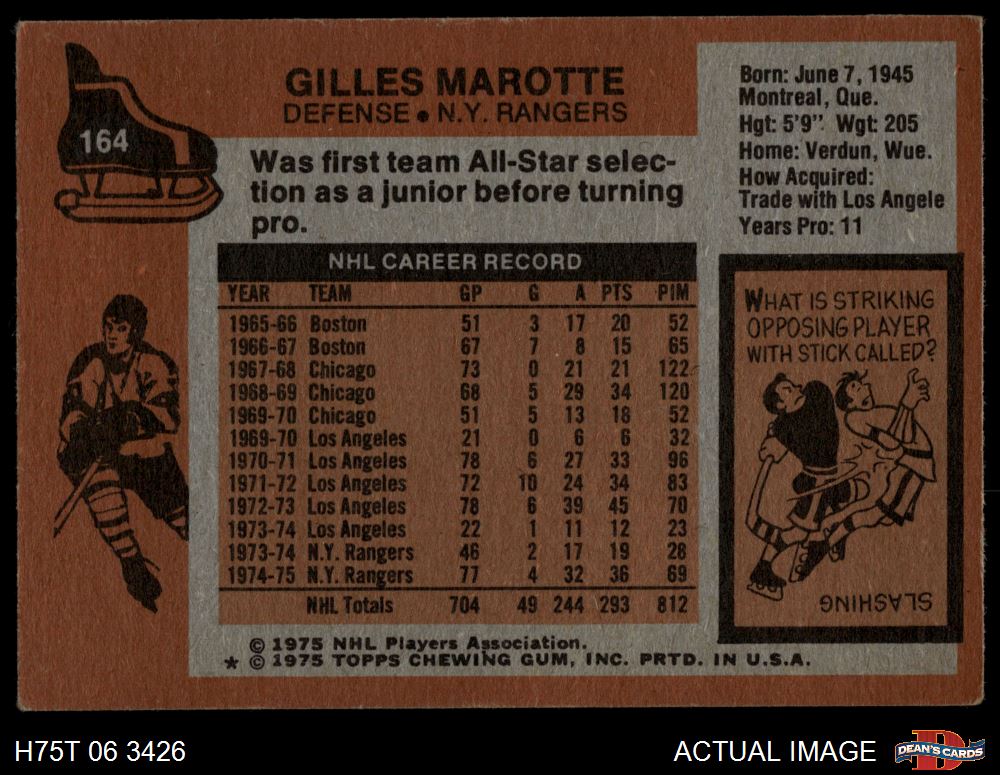 164
GILLES MAROTTE
DEFENSE • N.Y. RANGERS
Was first team All-Star selec-
tion as a junior before turning
pro.
Born: June 7, 1945
Montreal, Que.
Hgt: 5'9" Wgt: 205
Home: Verdun, Wue.
How Acquired:
Trade with Los Angele
Years Pro: 11
NHL CAREER RECORD
YEAR TEAM GP G A PTS PIM
1965-66 Boston 51 3 17 20 52
1966-67 Boston 67 7 8 15 65
1967-68 Chicago 73 0 21 21 122
1968-69 Chicago 68 5 29 34 120
1969-70 Chicago 51 5 13 18 52
1969-70 Los Angeles 21 0 6 6 32
1970-71 Los Angeles 78 6 27 33 96
1971-72 Los Angeles 72 10 24 34 83
1972-73 Los Angeles 78 6 39 45 70
1973-74 Los Angeles 22 1 11 12 23
1973-74 N.Y. Rangers 46 2 17 19 28
1974-75 N.Y. Rangers 77 4 32 36 69
NHL Totals 704 49 244 293 812
WHAT IS STRIKING
OPPOSING PLAYER
WITH STICK CALLED?
SLASHING
© 1975 NHL Players Association.
* © 1975 TOPPS CHEWING GUM, INC. PRTD. IN U.S.A.
H75T 06 3426
ACTUAL IMAGE
D
DEAN'S CARDS